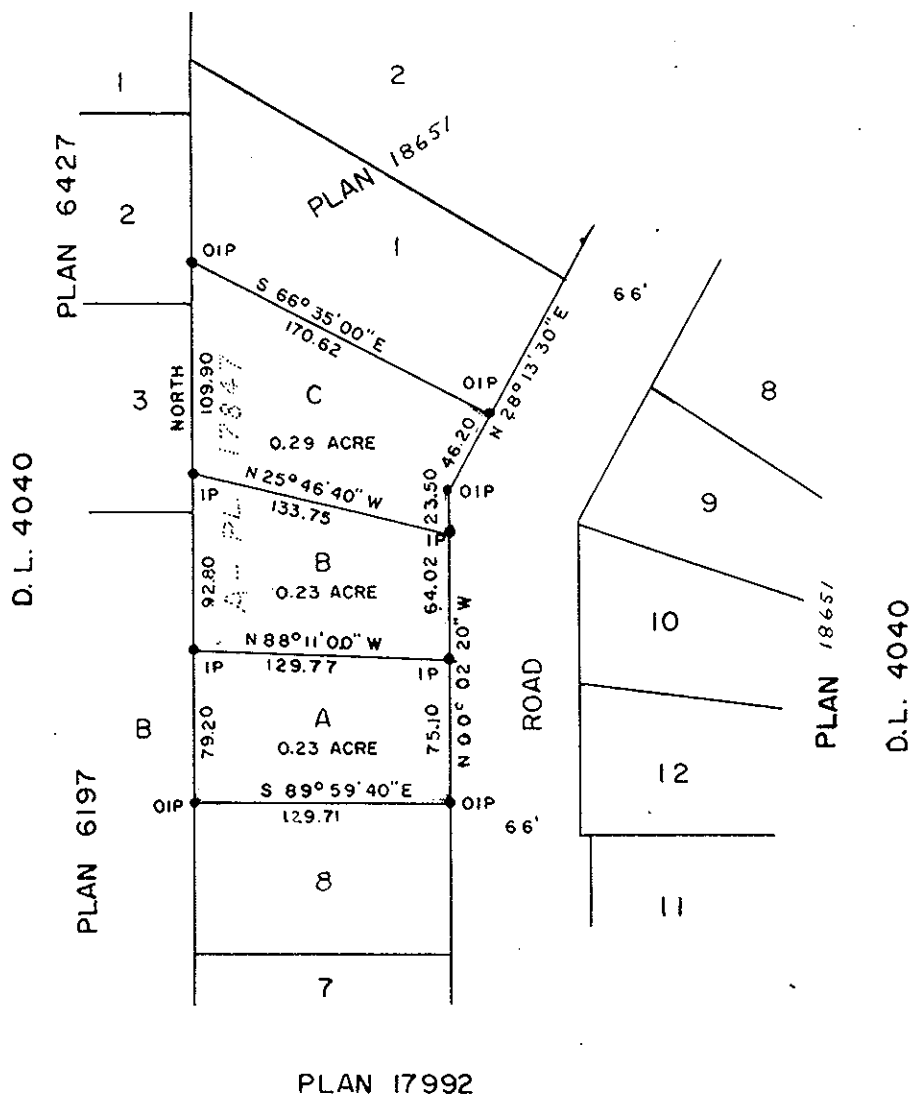 1
2
PLAN 18651
PLAN 6427
2
1
OIP
66'
S 66° 35' 00" E
170.62
N 28° 13' 30" E
OIP
8
3
NORTH
109.90
C
0.29 ACRE
46.20
9
A PL 17847
N 25° 46' 40" W
133.75
IP
OIP
23.50
IP
D.L. 4040
92.80
B
0.23 ACRE
64.02
10
N 88° 11' 00" W
129.77
IP
IP
N 00° 02 20" W
ROAD
PLAN 18651
D.L. 4040
B
79.20
A
0.23 ACRE
75.10
12
S 89° 59' 40" E
129.71
OIP
OIP
66'
PLAN 6197
8
11
7
PLAN 17992